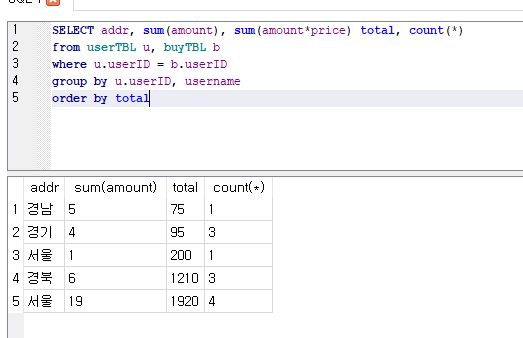 1 SELECT addr, sum(amount), sum(amount*price) total, count(*)
2 from userTBL u, buyTBL b
3 where u.userID = b.userID
4 group by u.userID, username
5 order by total
addr sum(amount) total count(*)
1 경남 5 75 1
2 경기 4 95 3
3 서울 1 200 1
4 경북 6 1210 3
5 서울 19 1920 4